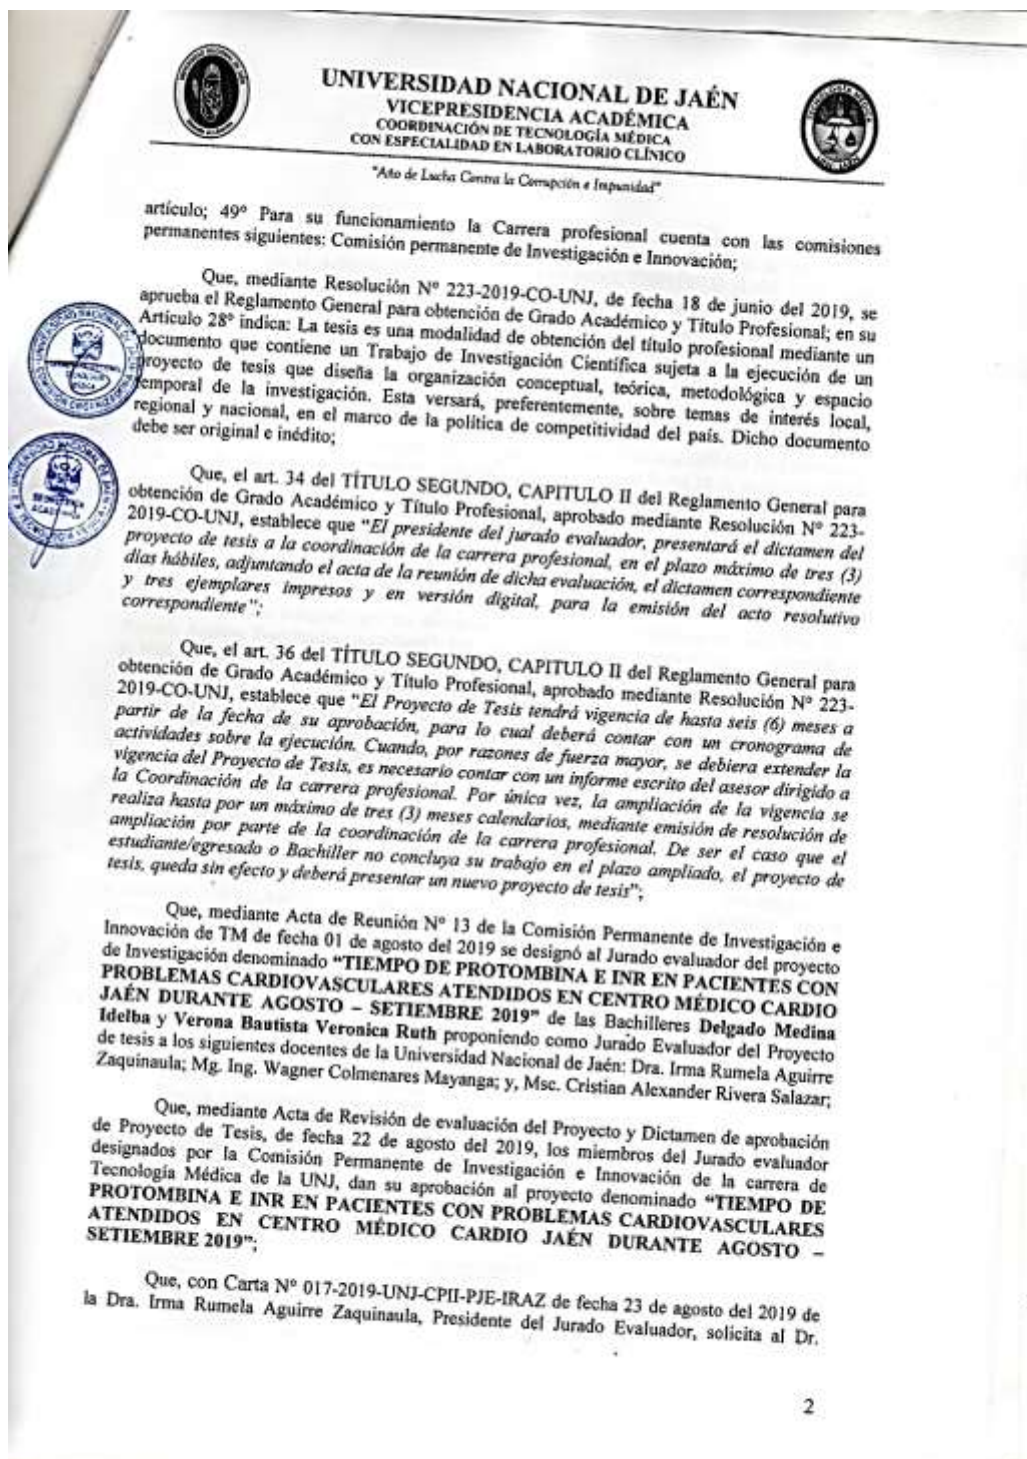 UNIVERSIDAD NACIONAL DE JAÉN
VICEPRESIDENCIA ACADÉMICA
COORDINACIÓN DE TECNOLOGÍA MÉDICA
CON ESPECIALIDAD EN LABORATORIO CLÍNICO
"Año de Lucha Contra la Corrupción e Impunidad"
artículo; 49° Para su funcionamiento la Carrera profesional cuenta con las comisiones
permanentes siguientes: Comisión permanente de Investigación e Innovación;
Que, mediante Resolución N° 223-2019-CO-UNJ, de fecha 18 de junio del 2019, se
aprueba el Reglamento General para obtención de Grado Académico y Título Profesional; en su
Artículo 28° indica: La tesis es una modalidad de obtención del título profesional mediante un
documento que contiene un Trabajo de Investigación Científica sujeta a la ejecución de un
proyecto de tesis que diseña la organización conceptual, teórica, metodológica y espacio
temporal de la investigación. Esta versará, preferentemente, sobre temas de interés local,
regional y nacional, en el marco de la política de competitividad del país. Dicho documento
debe ser original e inédito;
Que, el art. 34 del TÍTULO SEGUNDO, CAPITULO II del Reglamento General para
obtención de Grado Académico y Título Profesional, aprobado mediante Resolución N° 223-
2019-CO-UNJ, establece que "El presidente del jurado evaluador, presentará el dictamen del
proyecto de tesis a la coordinación de la carrera profesional, en el plazo máximo de tres (3)
días hábiles, adjuntando el acta de la reunión de dicha evaluación, el dictamen correspondiente
y tres ejemplares impresos y en versión digital, para la emisión del acto resolutivo
correspondiente";
Que, el art. 36 del TÍTULO SEGUNDO, CAPITULO II del Reglamento General para
obtención de Grado Académico y Título Profesional, aprobado mediante Resolución N° 223-
2019-CO-UNJ, establece que "El Proyecto de Tesis tendrá vigencia de hasta seis (6) meses a
partir de la fecha de su aprobación, para lo cual deberá contar con un cronograma de
actividades sobre la ejecución. Cuando, por razones de fuerza mayor, se debiera extender la
vigencia del Proyecto de Tesis, es necesario contar con un informe escrito del asesor dirigido a
la Coordinación de la carrera profesional. Por única vez, la ampliación de la vigencia se
realiza hasta por un máximo de tres (3) meses calendarios, mediante emisión de resolución de
ampliación por parte de la coordinación de la carrera profesional. De ser el caso que el
estudiante/egresado o Bachiller no concluya su trabajo en el plazo ampliado, el proyecto de
tesis, queda sin efecto y deberá presentar un nuevo proyecto de tesis";
Que, mediante Acta de Reunión N° 13 de la Comisión Permanente de Investigación e
Innovación de TM de fecha 01 de agosto del 2019 se designó al Jurado evaluador del proyecto
de Investigación denominado "TIEMPO DE PROTOMBINA E INR EN PACIENTES CON
PROBLEMAS CARDIOVASCULARES ATENDIDOS EN CENTRO MÉDICO CARDIO
JAÉN DURANTE AGOSTO – SETIEMBRE 2019" de las Bachilleres Delgado Medina
Idelba y Verona Bautista Veronica Ruth proponiendo como Jurado Evaluador del Proyecto
de tesis a los siguientes docentes de la Universidad Nacional de Jaén: Dra. Irma Rumela Aguirre
Zaquinaula; Mg. Ing. Wagner Colmenares Mayanga; y, Msc. Cristian Alexander Rivera Salazar;
Que, mediante Acta de Revisión de evaluación del Proyecto y Dictamen de aprobación
de Proyecto de Tesis, de fecha 22 de agosto del 2019, los miembros del Jurado evaluador
designados por la Comisión Permanente de Investigación e Innovación de la carrera de
Tecnología Médica de la UNJ, dan su aprobación al proyecto denominado "TIEMPO DE
PROTOMBINA E INR EN PACIENTES CON PROBLEMAS CARDIOVASCULARES
ATENDIDOS EN CENTRO MÉDICO CARDIO JAÉN DURANTE AGOSTO –
SETIEMBRE 2019";
Que, con Carta N° 017-2019-UNJ-CPII-PJE-IRAZ de fecha 23 de agosto del 2019 de
la Dra. Irma Rumela Aguirre Zaquinaula, Presidente del Jurado Evaluador, solicita al Dr.
2